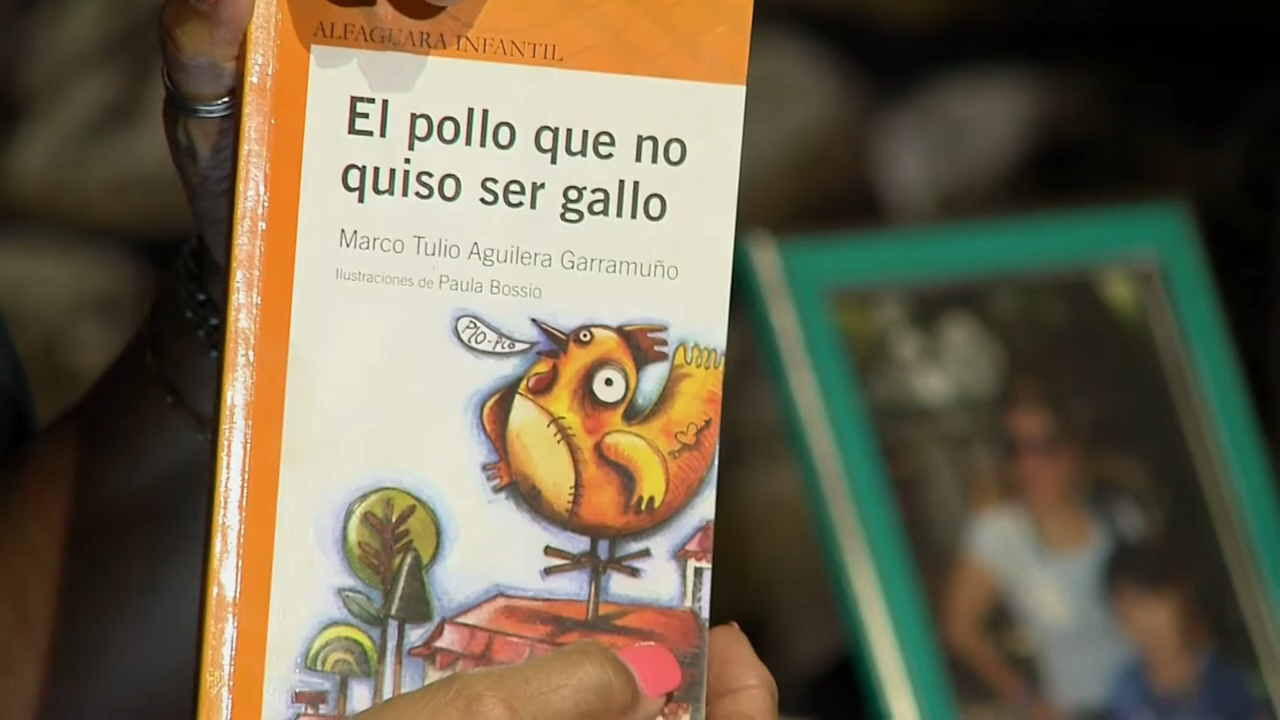 ALFAGUARA INFANTIL
El pollo que no
quiso ser gallo
Marco Tulio Aguilera Garramuño
Ilustraciones de Paula Bossio
PIO-PIO